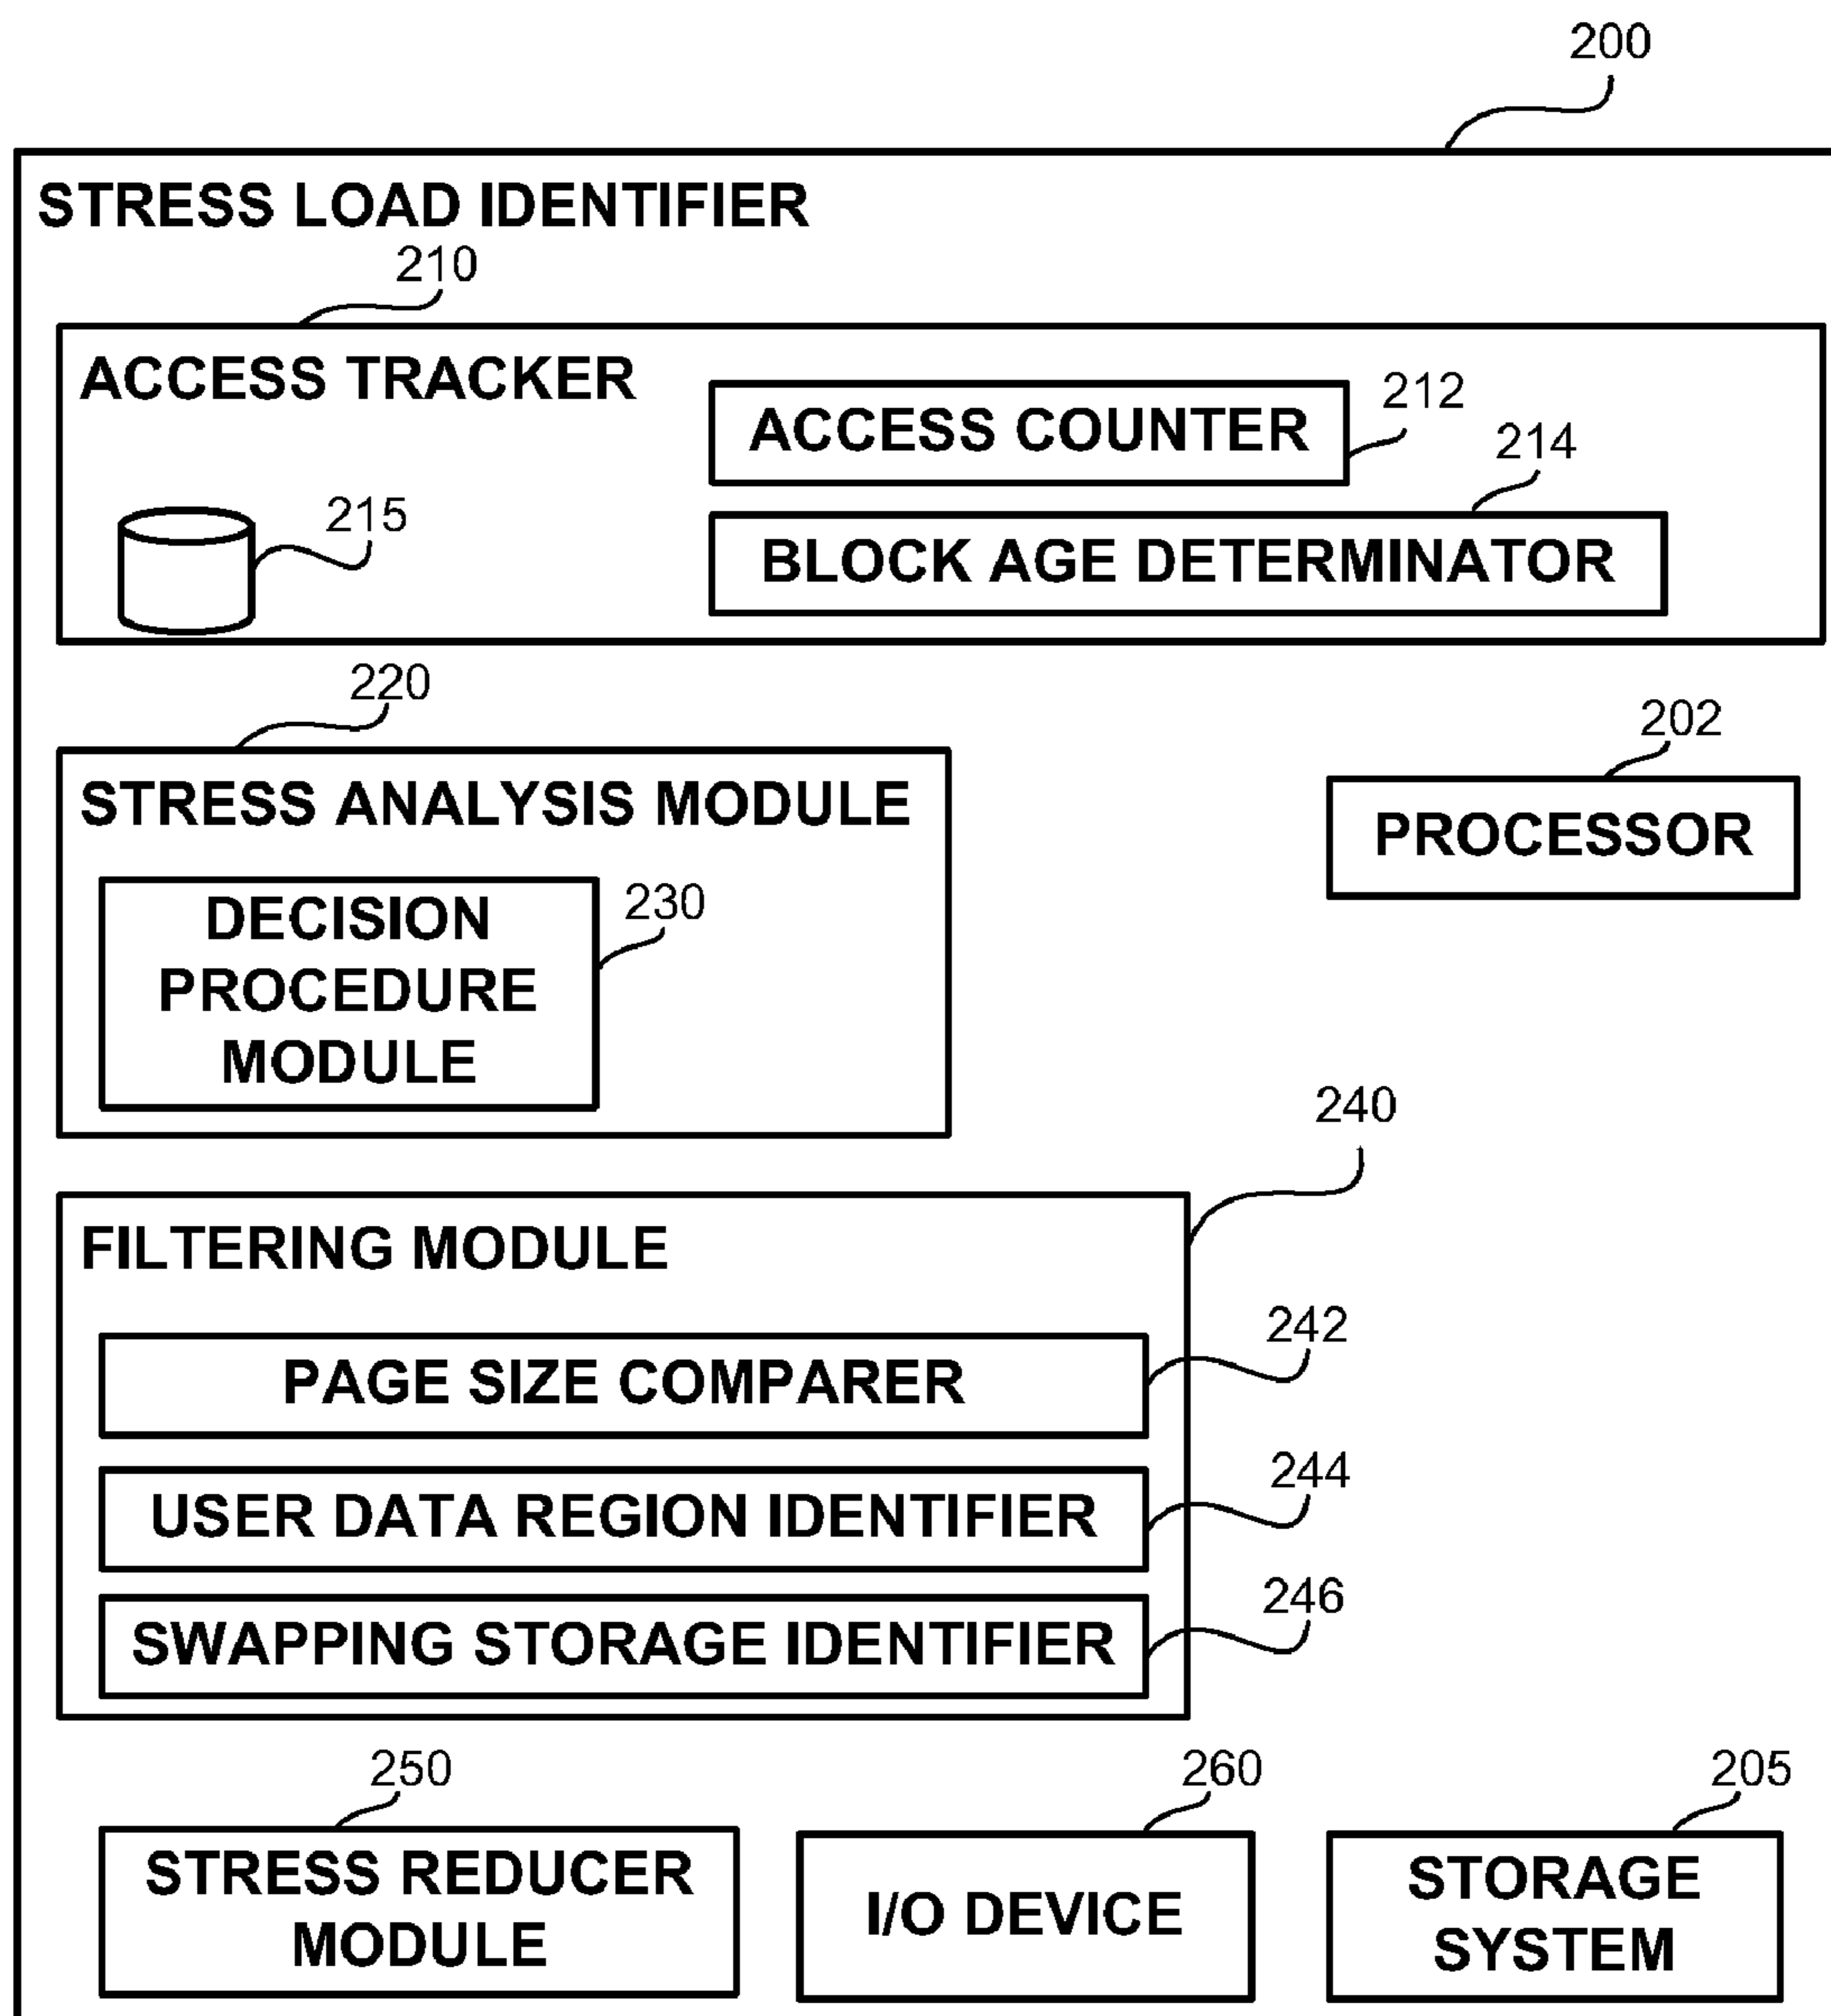 200
STRESS LOAD IDENTIFIER
210
ACCESS TRACKER
ACCESS COUNTER
212
214
215
BLOCK AGE DETERMINATOR
220
202
STRESS ANALYSIS MODULE
PROCESSOR
DECISION
PROCEDURE
MODULE
230
240
FILTERING MODULE
242
PAGE SIZE COMPARER
244
USER DATA REGION IDENTIFIER
246
SWAPPING STORAGE IDENTIFIER
250
260
205
STRESS REDUCER
MODULE
I/O DEVICE
STORAGE
SYSTEM